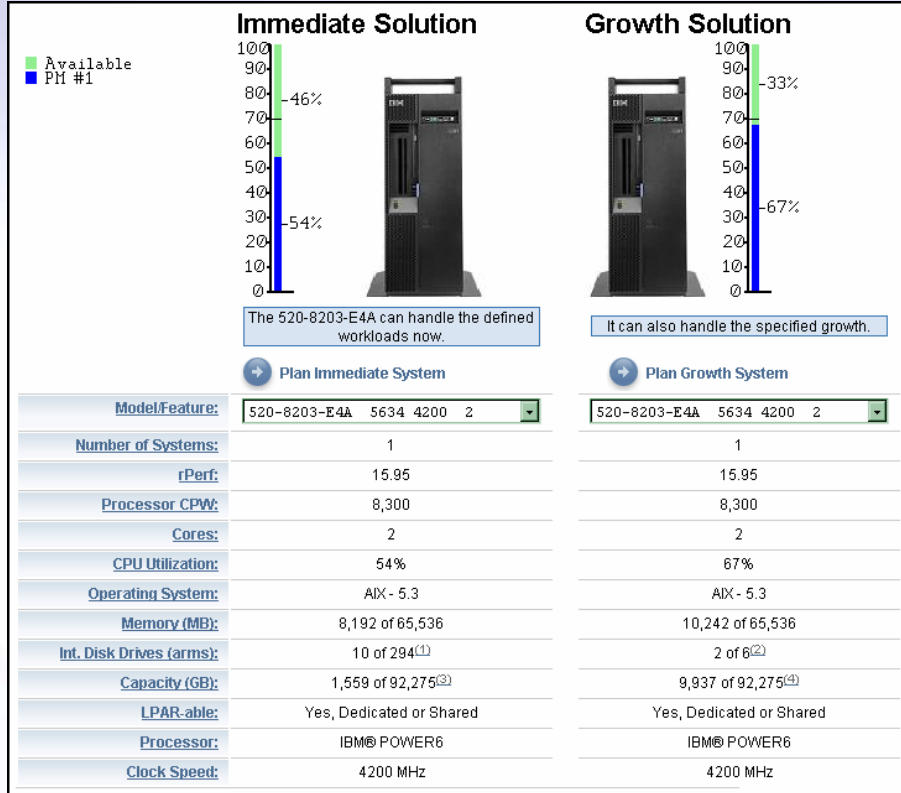 Immediate Solution
Growth Solution
Available
PM #1
100
90
80
70
60
50
40
30
20
10
0
46%
54%
IBM
100
90
80
70
60
50
40
30
20
10
0
33%
67%
IBM
The 520-8203-E4A can handle the defined
workloads now.
It can also handle the specified growth.
Plan Immediate System
Plan Growth System
Model/Feature: 520-8203-E4A 5634 4200 2 520-8203-E4A 5634 4200 2
Number of Systems: 1 1
rPerf: 15.95 15.95
Processor CPW: 8,300 8,300
Cores: 2 2
CPU Utilization: 54% 67%
Operating System: AIX - 5.3 AIX - 5.3
Memory (MB): 8,192 of 65,536 10,242 of 65,536
Int. Disk Drives (arms): 10 of 294(1) 2 of 6(2)
Capacity (GB): 1,559 of 92,275(3) 9,937 of 92,275(4)
LPAR-able: Yes, Dedicated or Shared Yes, Dedicated or Shared
Processor: IBM® POWER6 IBM® POWER6
Clock Speed: 4200 MHz 4200 MHz